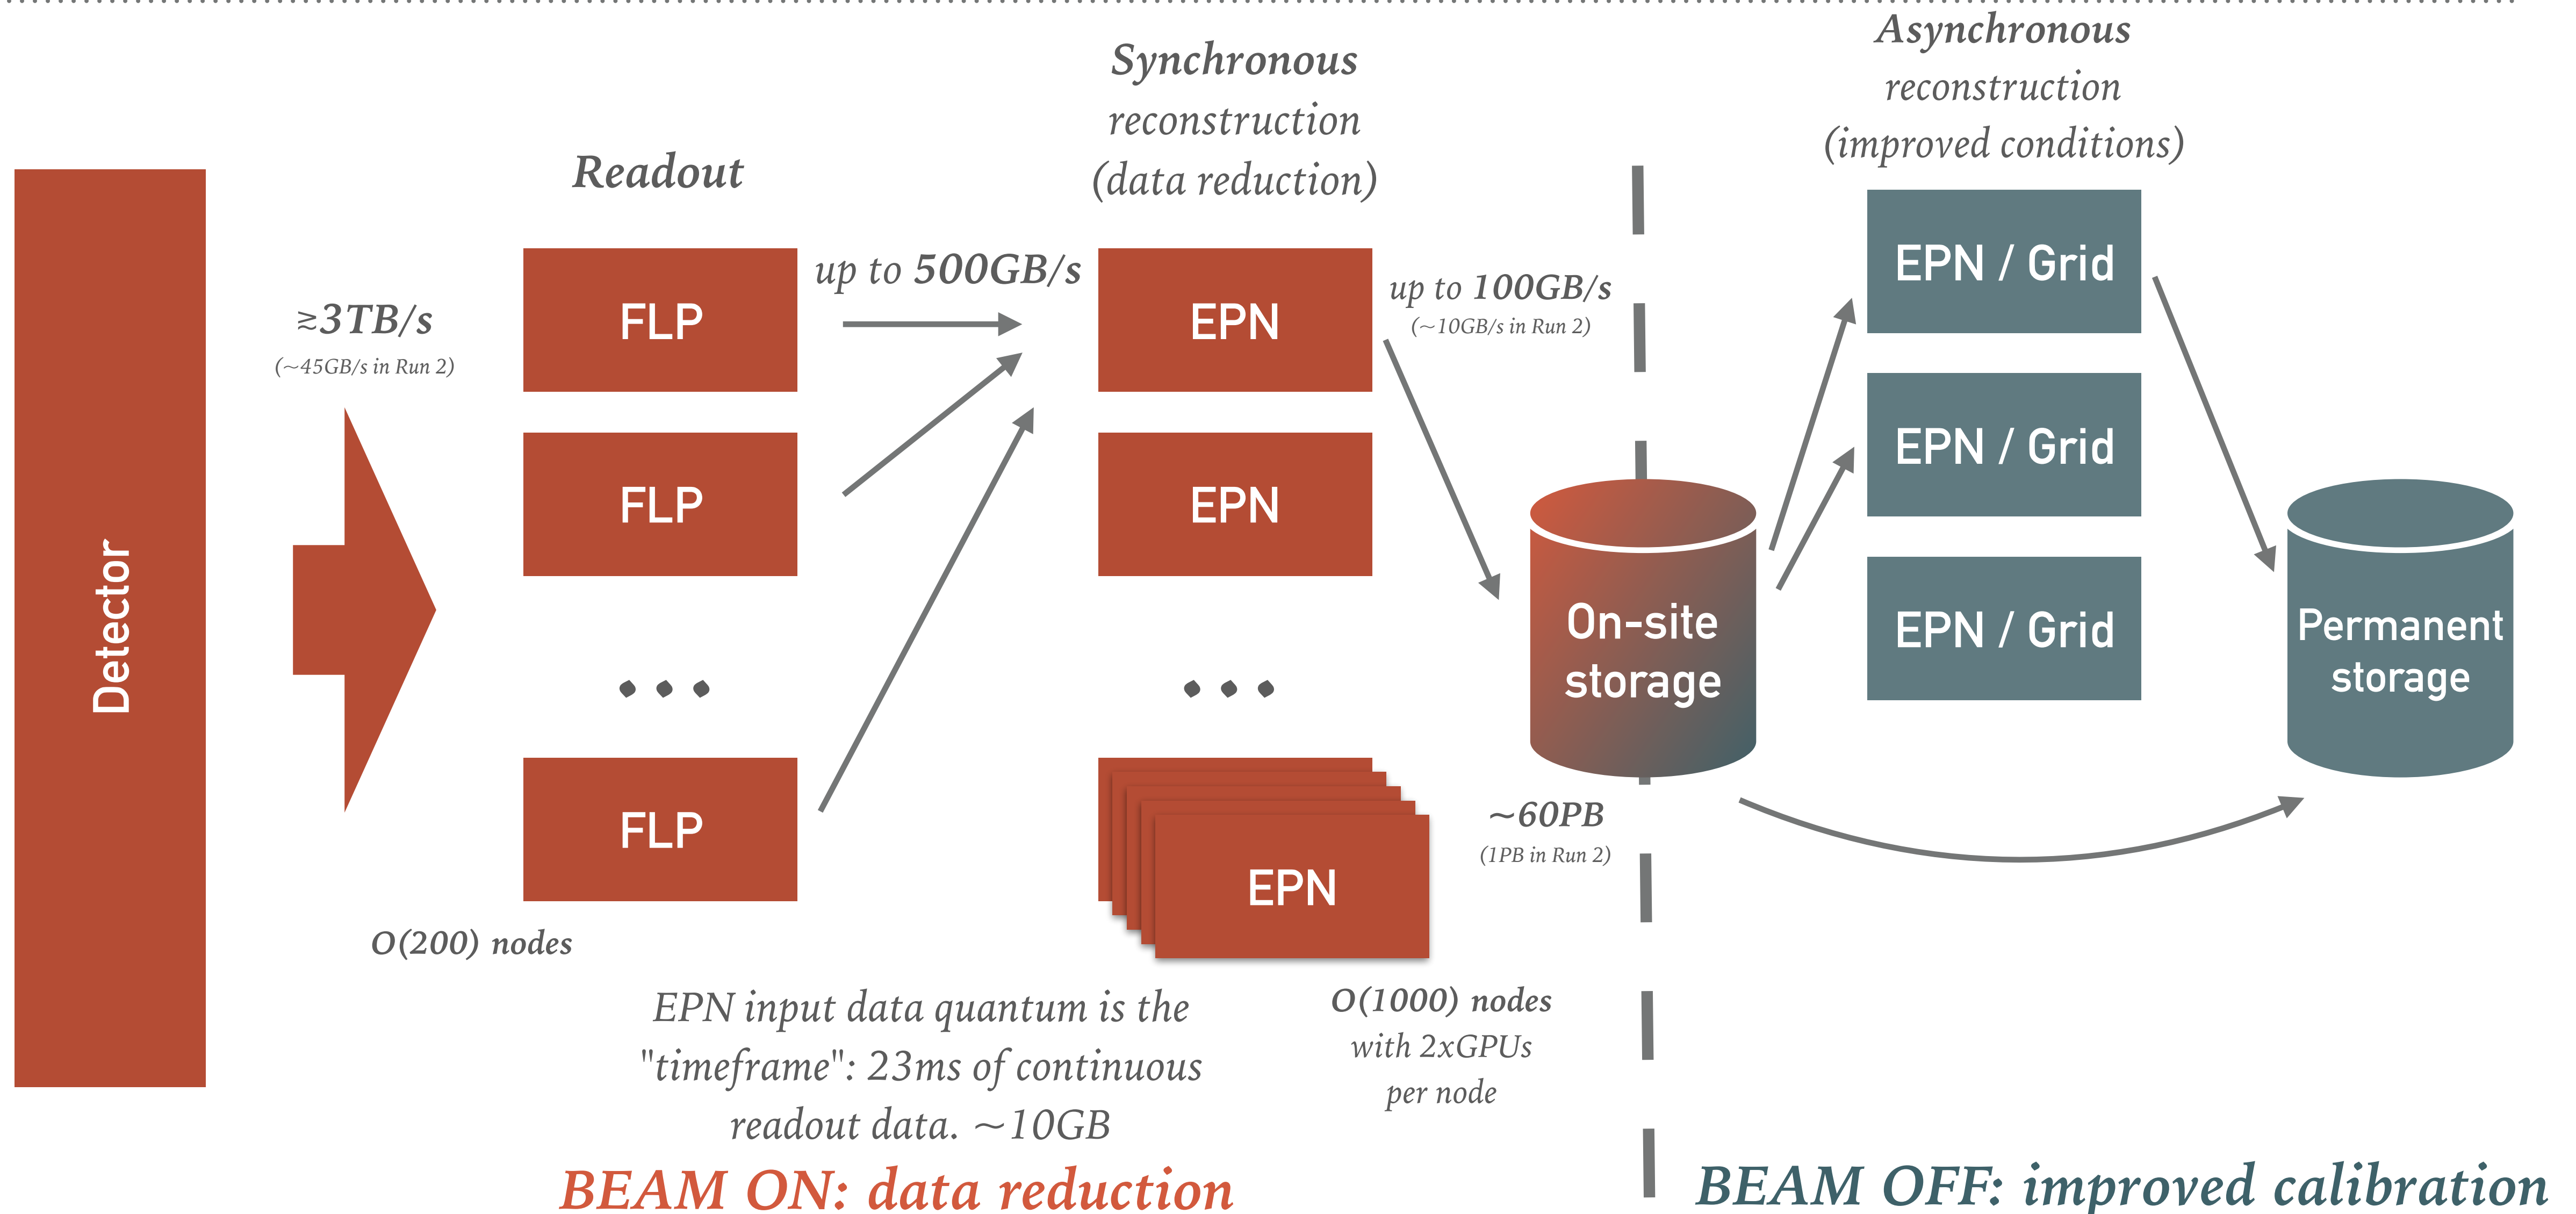 Detector
≳3TB/s
(~45GB/s in Run 2)
Readout
FLP
FLP
...
FLP
O(200) nodes
up to 500GB/s
Synchronous
reconstruction
(data reduction)
EPN
EPN
...
EPN
O(1000) nodes
with 2xGPUs
per node
EPN input data quantum is the
"timeframe": 23ms of continuous
readout data. ~10GB
up to 100GB/s
(~10GB/s in Run 2)
On-site
storage
~60PB
(1PB in Run 2)
Asynchronous
reconstruction
(improved conditions)
EPN / Grid
EPN / Grid
EPN / Grid
Permanent
storage
BEAM ON: data reduction
BEAM OFF: improved calibration